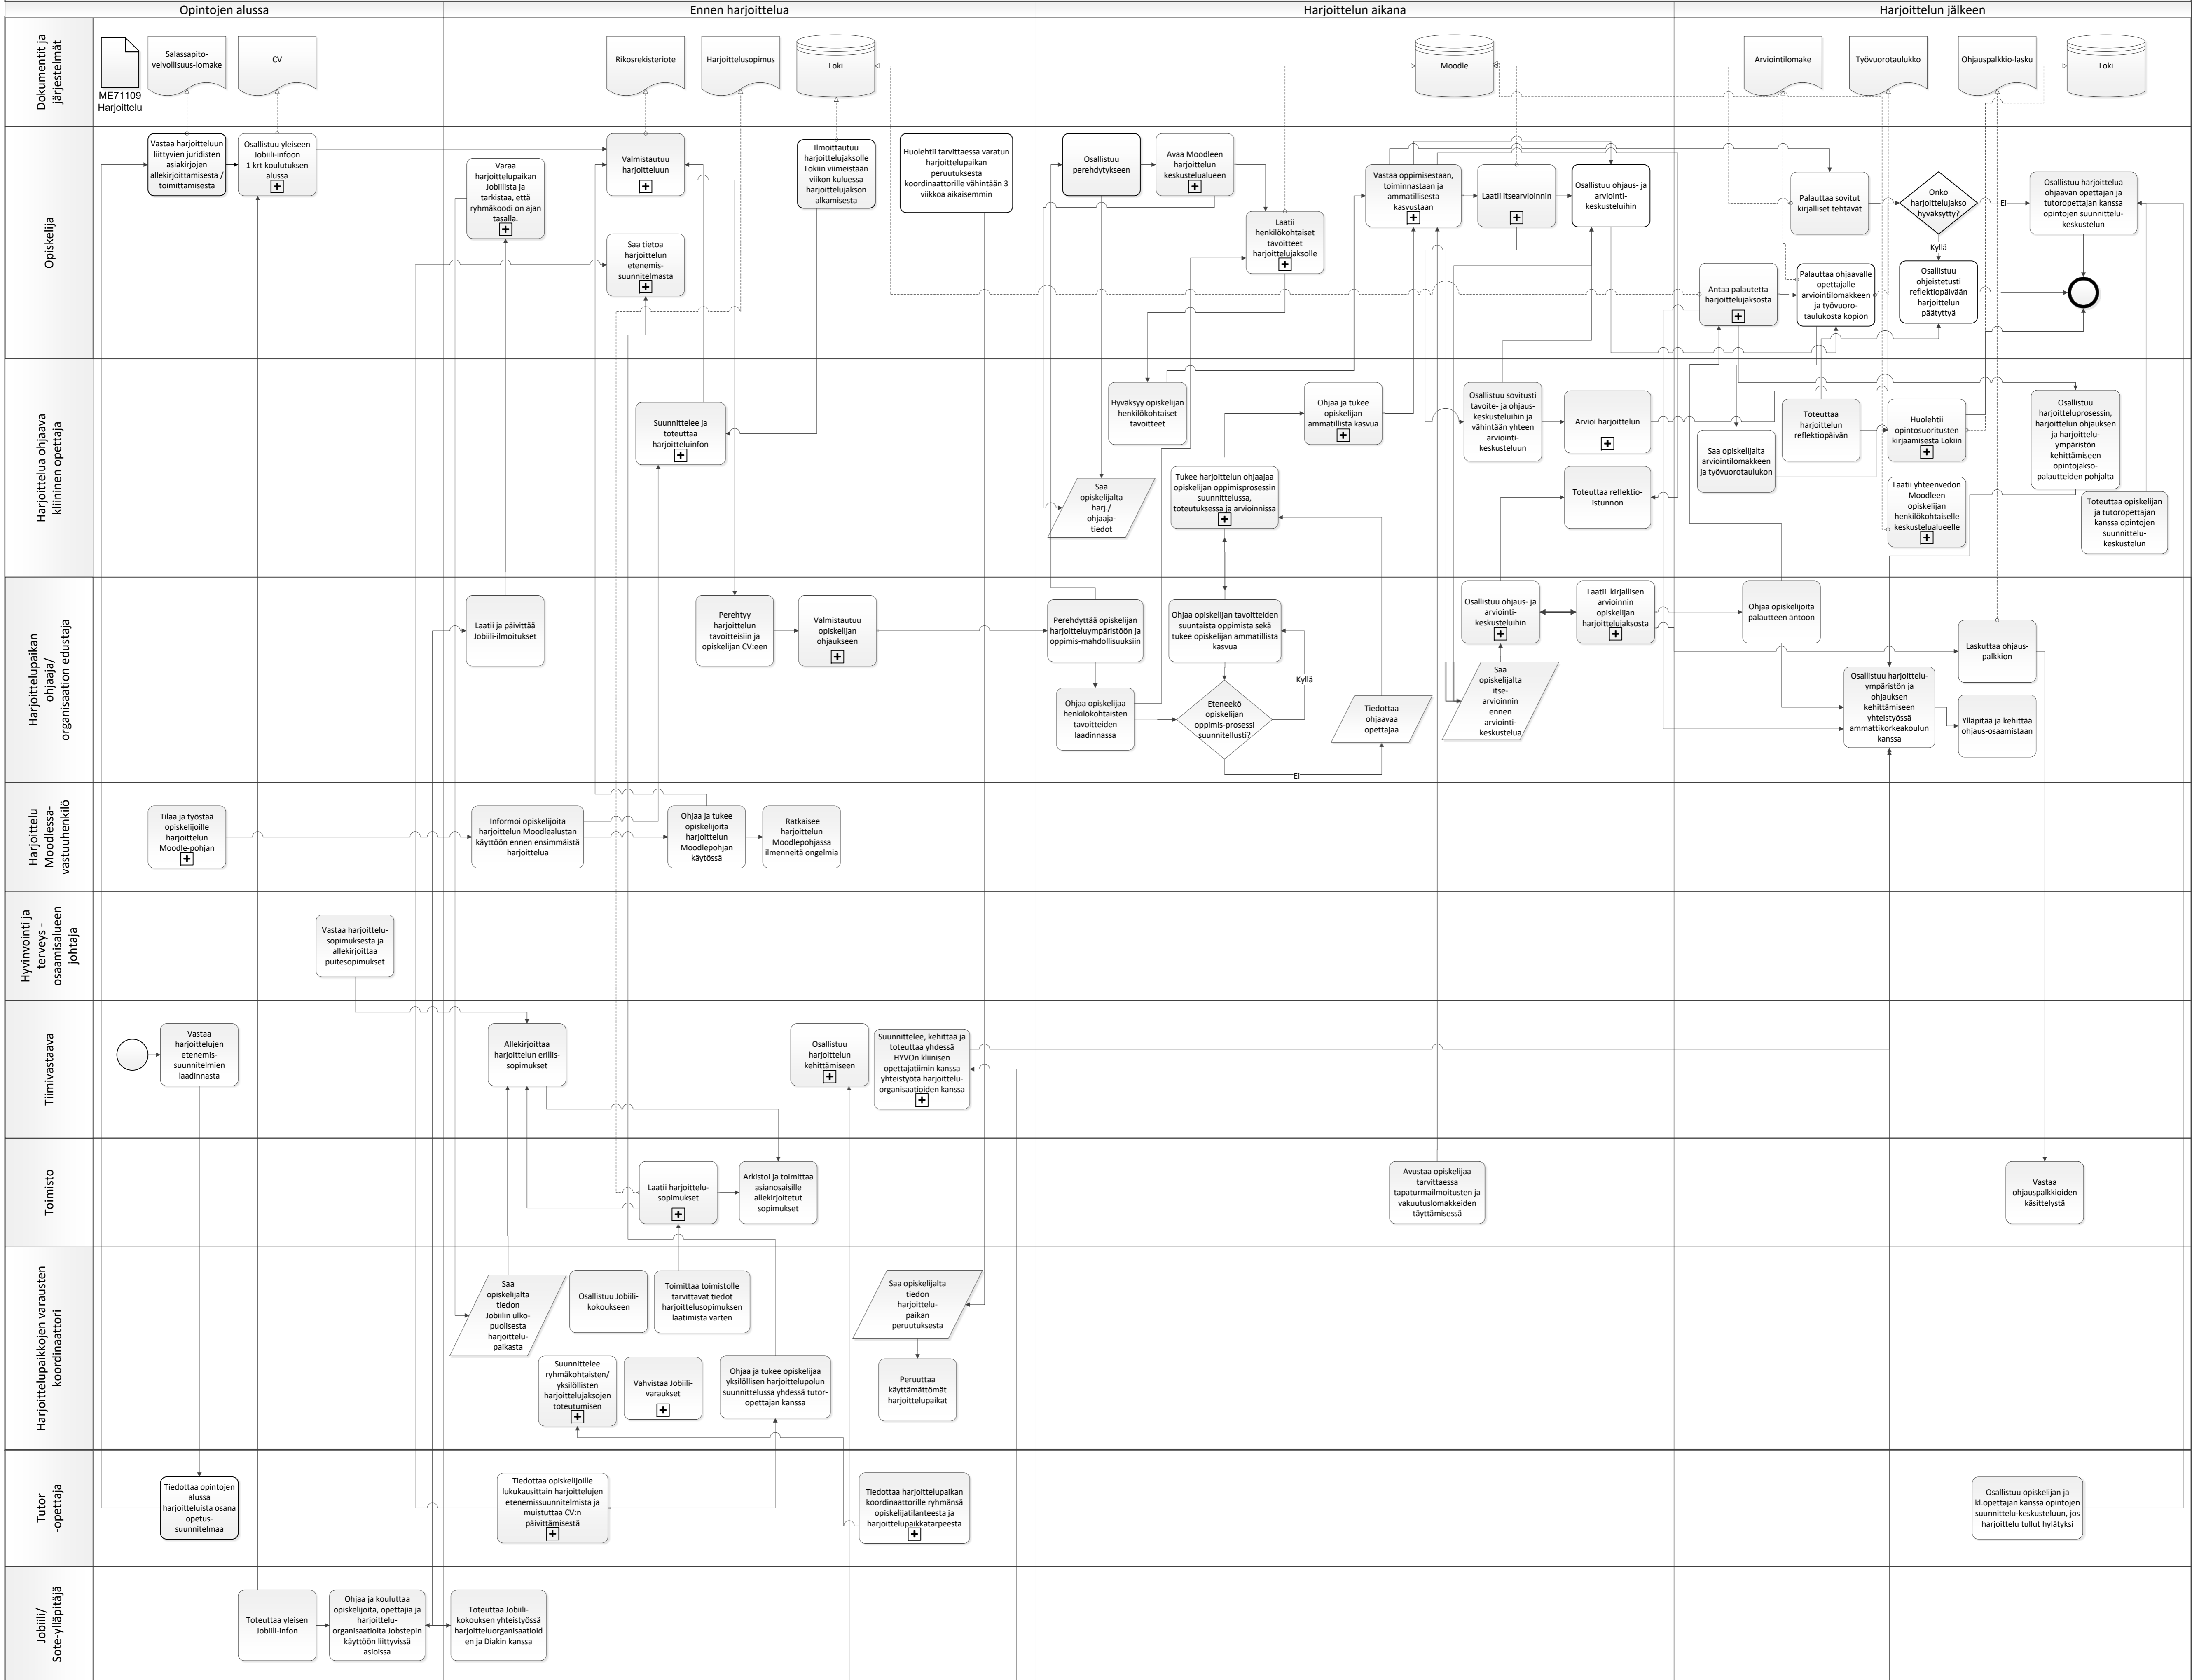 Opintojen alussa
Ennen harjoittelua
Harjoittelun aikana
Harjoittelun jälkeen
Dokumentit ja
järjestelmät
ME71109
Harjoittelu
Salassapito-
velvollisuus-lomake
CV
Rikosrekisteriote
Harjoittelusopimus
Loki
Moodle
Arviointilomake
Työvuorotaulukko
Ohjauspalkkio-lasku
Loki
Opiskelija
Vastaa harjoitteluun
liittyvien juridisten
asiakirjojen
allekirjoittamisesta /
toimittamisesta
Osallistuu yleiseen
Jobiili-infoon
1 krt koulutuksen
alussa
Varaa
harjoittelupaikan
Jobiilista ja
tarkistaa, että
ryhmäkoodi on ajan
tasalla.
Valmistautuu
harjoitteluun
Saa tietoa
harjoittelun
etenemis-
suunnitelmasta
Ilmoittautuu
harjoittelujaksolle
Lokiin viimeistään
viikon kuluessa
harjoittelujakson
alkamisesta
Huolehtii tarvittaessa varatun
harjoittelupaikan
peruutuksesta
koordinaattorille vähintään 3
viikkoa aikaisemmin
Osallistuu
perehdytykseen
Avaa Moodleen
harjoittelun
keskustelualueen
Laatii
henkilökohtaiset
tavoitteet
harjoittelujaksolle
Vastaa oppimisestaan,
toiminnastaan ja
ammatillisesta
kasvustaan
Laatii itsearvioinnin
Osallistuu ohjaus- ja
arviointi-
keskusteluihin
Palauttaa sovitut
kirjalliset tehtävät
Onko
harjoittelujakso
hyväksytty?
Ei
Kyllä
Osallistuu harjoittelua
ohjaavan opettajan ja
tutoropettajan kanssa
opintojen suunnittelu-
keskustelun
Antaa palautetta
harjoittelujaksosta
Palauttaa ohjaavalle
opettajalle
arviointilomakkeen
ja työvuoro-
taulukosta kopion
Osallistuu
ohjeistetusti
reflektiopäivään
harjoittelun
päätyttyä
Harjoittelua ohjaava
kliininen opettaja
Suunnittelee ja
toteuttaa
harjoitteluinfon
Hyväksyy opiskelijan
henkilökohtaiset
tavoitteet
Saa
opiskelijalta
harj./
ohjaaja-
tiedot
Tukee harjoittelun ohjaajaa
opiskelijan oppimisprosessin
suunnittelussa,
toteutuksessa ja arvioinnissa
Ohjaa ja tukee
opiskelijan
ammatillista kasvua
Osallistuu sovitusti
tavoite- ja ohjaus-
keskusteluihin ja
vähintään yhteen
arviointi-
keskusteluun
Arvioi harjoittelun
Toteuttaa reflektio-
istunnon
Saa opiskelijalta
arviointilomakkeen
ja työvuorotaulukon
Toteuttaa
harjoittelun
reflektiopäivän
Huolehtii
opintosuoritusten
kirjaamisesta Lokiin
Laatii yhteenvedon
Moodleen
opiskelijan
henkilökohtaiselle
keskustelualueelle
Osallistuu
harjoitteluprosessin,
harjoittelun ohjauksen
ja harjoittelu-
ympäristön
kehittämiseen
opintojakso-
palautteiden pohjalta
Toteuttaa opiskelijan
ja tutoropettajan
kanssa opintojen
suunnittelu-
keskustelun
Harjoittelupaikan
ohjaaja/
organisaation edustaja
Laatii ja päivittää
Jobiili-ilmoitukset
Perehtyy
harjoittelun
tavoitteisiin ja
opiskelijan CV:een
Valmistautuu
opiskelijan
ohjaukseen
Perehdyttää opiskelijan
harjoitteluympäristöön ja
oppimis-mahdollisuuksiin
Ohjaa opiskelijaa
henkilökohtaisten
tavoitteiden
laadinnassa
Ohjaa opiskelijan tavoitteiden
suuntaista oppimista sekä
tukee opiskelijan ammatillista
kasvua
Eteneekö
opiskelijan
oppimis-prosessi
suunnitellusti?
Kyllä
Ei
Tiedottaa
ohjaavaa
opettajaa
Osallistuu ohjaus- ja
arviointi-
keskusteluihin
Saa
opiskelijalta
itse-
arvioinnin
ennen
arviointi-
keskustelua
Laatii kirjallisen
arvioinnin
opiskelijan
harjoittelujaksosta
Ohjaa opiskelijoita
palautteen antoon
Osallistuu harjoittelu-
ympäristön ja
ohjauksen
kehittämiseen
yhteistyössä
ammattikorkeakoulun
kanssa
Laskuttaa ohjaus-
palkkion
Ylläpitää ja kehittää
ohjaus-osaamistaan
Harjoittelu
Moodlessa-
vastuuhenkilö
Tilaa ja työstää
opiskelijoille
harjoittelun
Moodle-pohjan
Informoi opiskelijoita
harjoittelun Moodlealustan
käyttöön ennen ensimmäistä
harjoittelua
Ohjaa ja tukee
opiskelijoita
harjoittelun
Moodlepohjan
käytössä
Ratkaisee
harjoittelun
Moodlepohjassa
ilmenneitä ongelmia
Hyvinvointi ja
terveys -
osaamisalueen
johtaja
Vastaa harjoittelu-
sopimuksesta ja
allekirjoittaa
puitesopimukset
Tiimivastaava
Vastaa
harjoittelujen
etenemis-
suunnitelmien
laadinnasta
Allekirjoittaa
harjoittelun erillis-
sopimukset
Osallistuu
harjoittelun
kehittämiseen
Suunnittelee, kehittää ja
toteuttaa yhdessä
HYVOn kliinisen
opettajatiimin kanssa
yhteistyötä harjoittelu-
organisaatioiden kanssa
Toimisto
Laatii harjoittelu-
sopimukset
Arkistoi ja toimittaa
asianosaisille
allekirjoitetut
sopimukset
Avustaa opiskelijaa
tarvittaessa
tapaturmailmoitusten ja
vakuutuslomakkeiden
täyttämisessä
Vastaa
ohjauspalkkioiden
käsittelystä
Harjoittelupaikkojen varausten
koordinaattori
Saa
opiskelijalta
tiedon
Jobiilin ulko-
puolisesta
harjoittelu-
paikasta
Osallistuu Jobiili-
kokoukseen
Toimittaa toimistolle
tarvittavat tiedot
harjoittelusopimuksen
laatimista varten
Saa opiskelijalta
tiedon
harjoittelu-
paikan
peruutuksesta
Suunnittelee
ryhmäkohtaisten/
yksilöllisten
harjoittelujaksojen
toteutumisen
Vahvistaa Jobiili-
varaukset
Ohjaa ja tukee opiskelijaa
yksilöllisen harjoittelupolun
suunnittelussa yhdessä tutor-
opettajan kanssa
Peruuttaa
käyttämättömät
harjoittelupaikat
Tutor
-opettaja
Tiedottaa opintojen
alussa
harjoitteluista osana
opetus-
suunnitelmaa
Tiedottaa opiskelijoille
lukukausittain harjoittelujen
etenemissuunnitelmista ja
muistuttaa CV:n
päivittämisestä
Tiedottaa harjoittelupaikan
koordinaattorille ryhmänsä
opiskelijatilanteesta ja
harjoittelupaikkatarpeesta
Osallistuu opiskelijan ja
kl.opettajan kanssa opintojen
suunnittelu-keskusteluun, jos
harjoittelu tullut hylätyksi
Jobiili/
Sote-ylläpitäjä
Toteuttaa yleisen
Jobiili-infon
Ohjaa ja kouluttaa
opiskelijoita, opettajia ja
harjoittelu-
organisaatioita Jobstepin
käyttöön liittyvissä
asioissa
Toteuttaa Jobiili-
kokouksen yhteistyössä
harjoitteluorganisaatioid
en ja Diakin kanssa